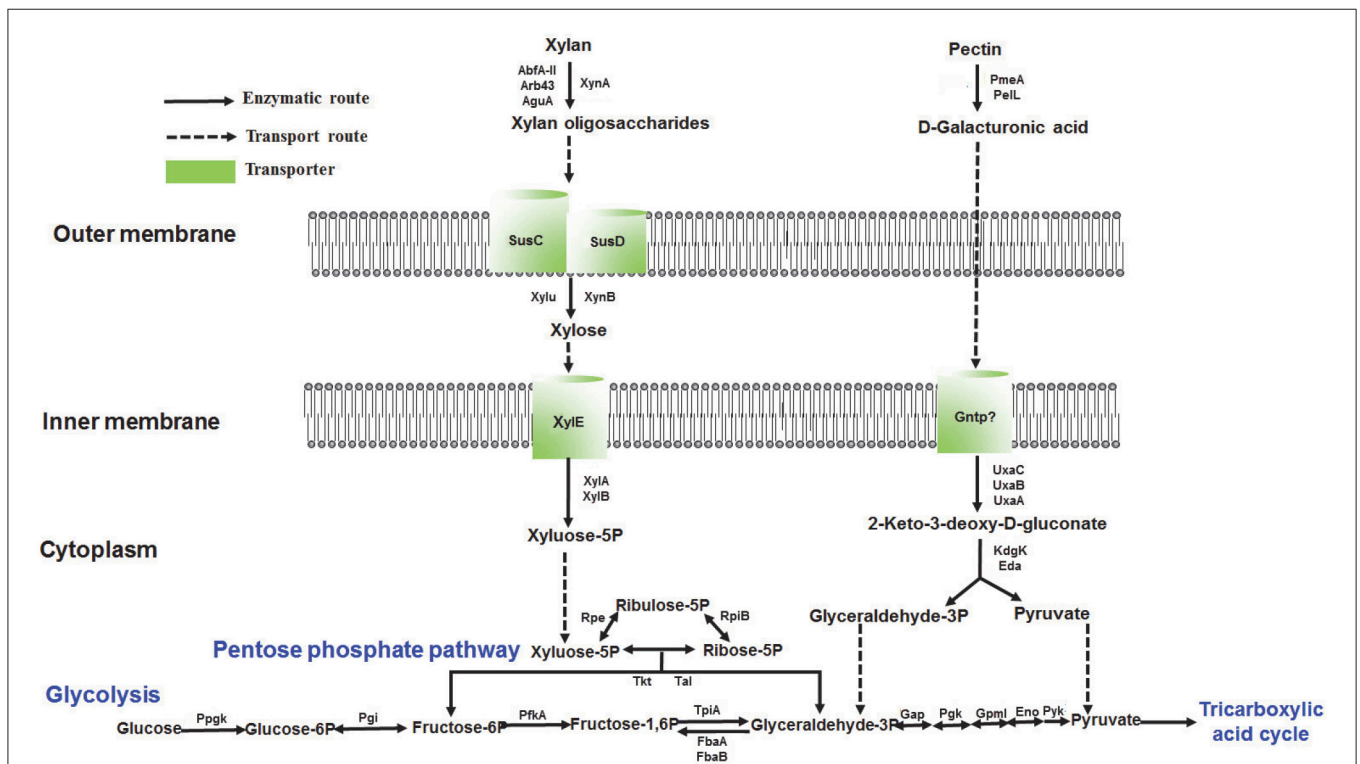 Xylan
AbfA-II
Arb43
AguA
XynA
Xylan oligosaccharides
Pectin
PmeA
PelL
D-Galacturonic acid
Enzymatic route
Transport route
Transporter
Outer membrane
SusC
SusD
Xylu
XynB
Xylose
Inner membrane
XylE
Gntp?
XylA
XylB
UxaC
UxaB
UxaA
Xyluose-5P
2-Keto-3-deoxy-D-gluconate
Cytoplasm
KdgK
Eda
Glyceraldehyde-3P
Pyruvate
Ribulose-5P
Rpe
RpiB
Pentose phosphate pathway
Xyluose-5P
Ribose-5P
Tkt
Tal
Glycolysis
Glucose
Ppgk
Glucose-6P
Pgi
Fructose-6P
PfkA
Fructose-1,6P
TpiA
FbaA
FbaB
Glyceraldehyde-3P
Gap
Pgk
Gpml
Eno
Pyk
Pyruvate
Tricarboxylic
acid cycle